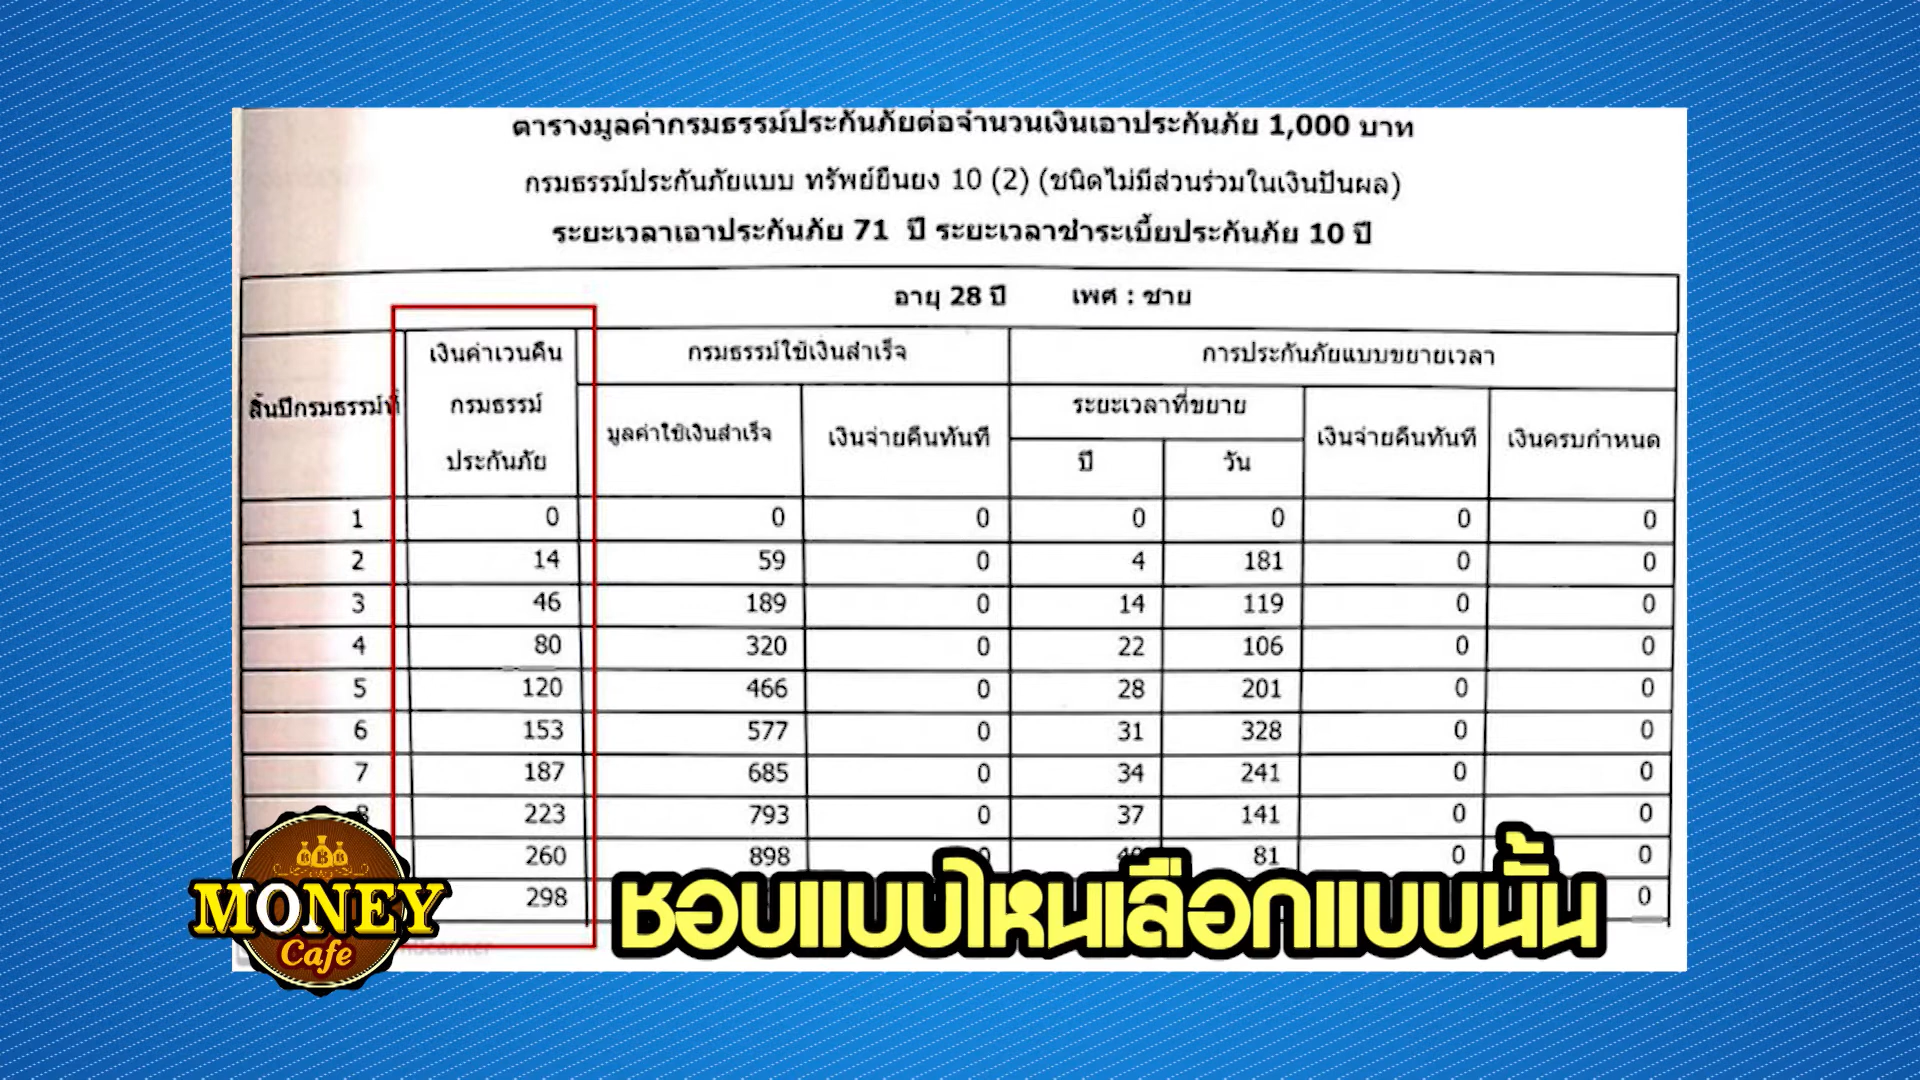 ตารางมูลค่ากรมธรรม์ประกันภัยต่อจำนวนเงินเอาประกันภัย 1,000 บาท
กรมธรรม์ประกันภัยแบบ ทรัพย์ยืนยง 10 (2) (ชนิดไม่มีส่วนร่วมในเงินปันผล)
ระยะเวลาเอาประกันภัย 71 ปี ระยะเวลาชำระเบี้ยประกันภัย 10 ปี
อายุ 28 ปี เพศ : ชาย
สิ้นปีกรมธรรม์ที่ เงินค่าเวนคืน กรมธรรม์ ประกันภัย กรมธรรม์ใช้เงินสำเร็จ การประกันภัยแบบขยายเวลา
มูลค่าใช้เงินสำเร็จ เงินจ่ายคืนทันที ระยะเวลาที่ขยาย เงินจ่ายคืนทันที เงินครบกำหนด
ปี วัน
1 0 0 0 0 0 0 0
2 14 59 0 4 181 0 0
3 46 189 0 14 119 0 0
4 80 320 0 22 106 0 0
5 120 466 0 28 201 0 0
6 153 577 0 31 328 0 0
7 187 685 0 34 241 0 0
8 223 793 0 37 141 0 0
260 898 0 81 0 0
298 0
MONEY
Cafe
ชอบแบบไหนเลือกแบบนั้น